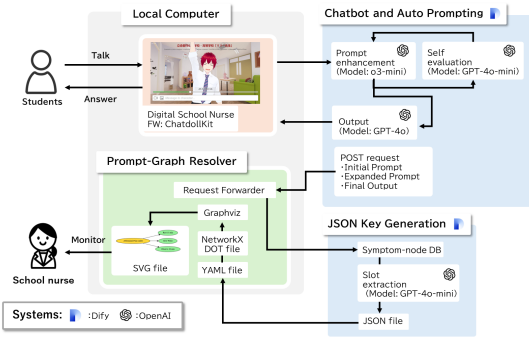 Local Computer
Chatbot and Auto Prompting
Talk
Answer
Students
Digital School Nurse
FW: ChatdollKit
Prompt
enhancement
(Model: o3-mini)
Self
evaluation
(Model: GPT-4o-mini)
Output
(Model: GPT-4o)
POST request
・Initial Prompt
・Expanded Prompt
・Final Output
Prompt-Graph Resolver
Request Forwarder
Graphviz
NetworkX
DOT file
YAML file
SVG file
Monitor
School nurse
JSON Key Generation
Symptom-node DB
Slot
extraction
(Model: GPT-4o-mini)
JSON file
Systems: :Dify :OpenAI